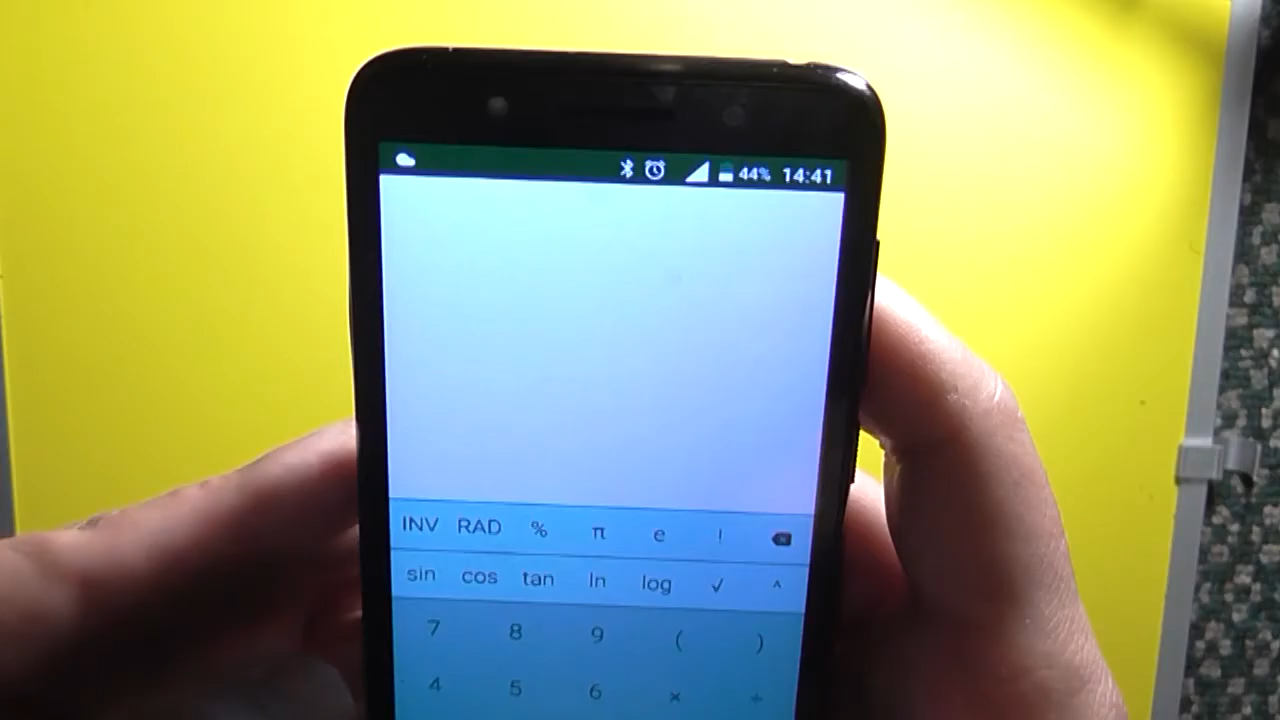 44% 14:41
INV RAD % π e !
sin cos tan ln log √ ^
7 8 9 ( )
4 5 6 × ÷